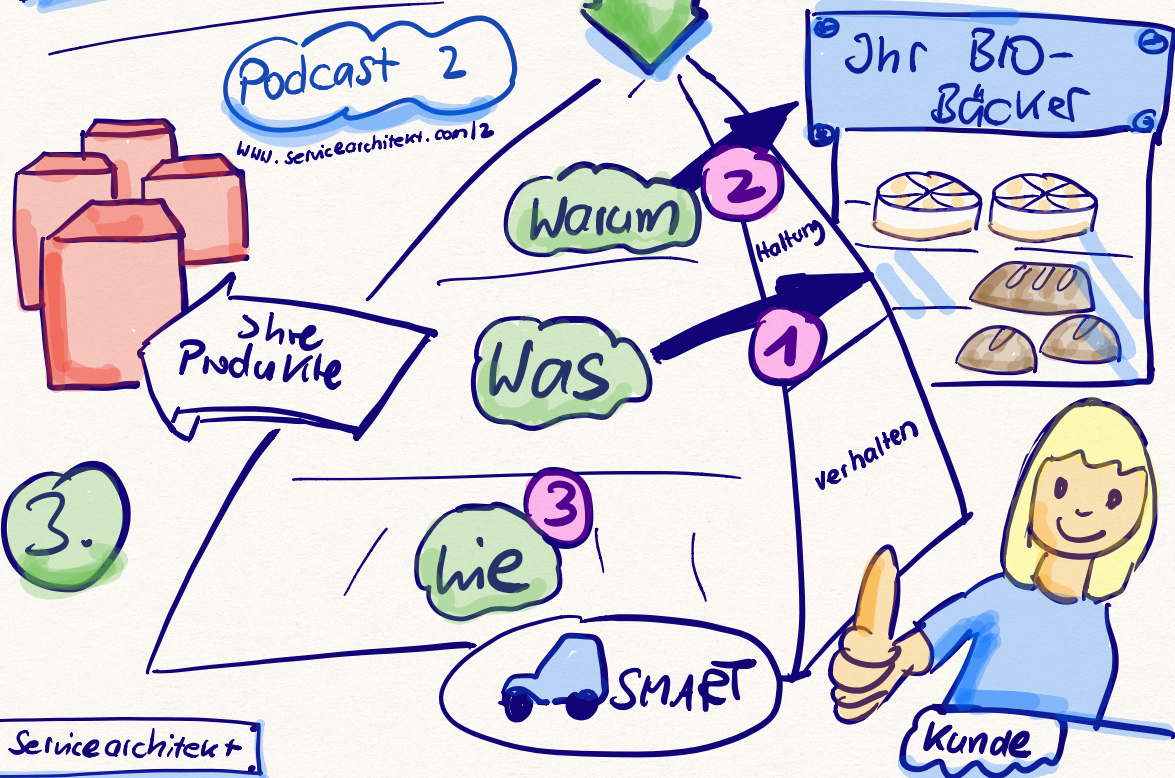 Podcast 2
www.servicearchitekt.com/2
Ihr BIO-
Bäcker
Warum
2
Haltung
Ihre
Produkte
Was
1
verhalten
3.
3
Wie
SMART
Servicearchitekt
Kunde